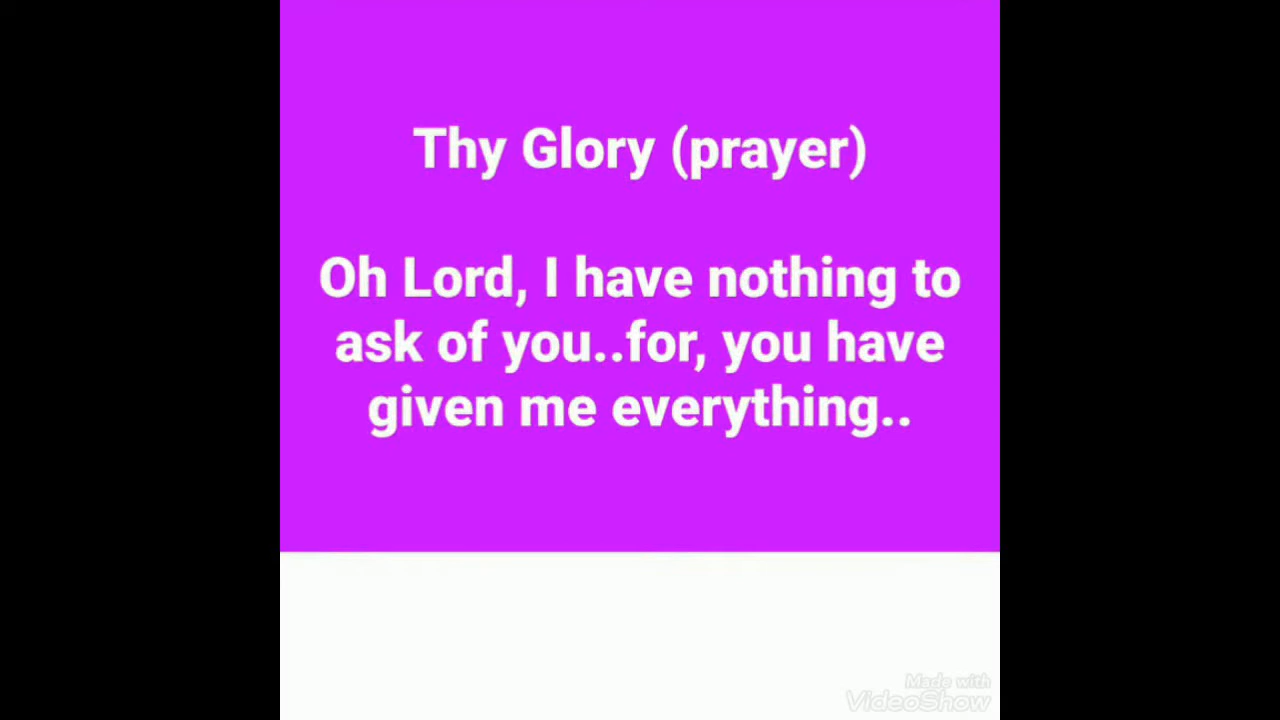 Thy Glory (prayer)
Oh Lord, I have nothing to
ask of you..for, you have
given me everything..
Made with
VideoShow